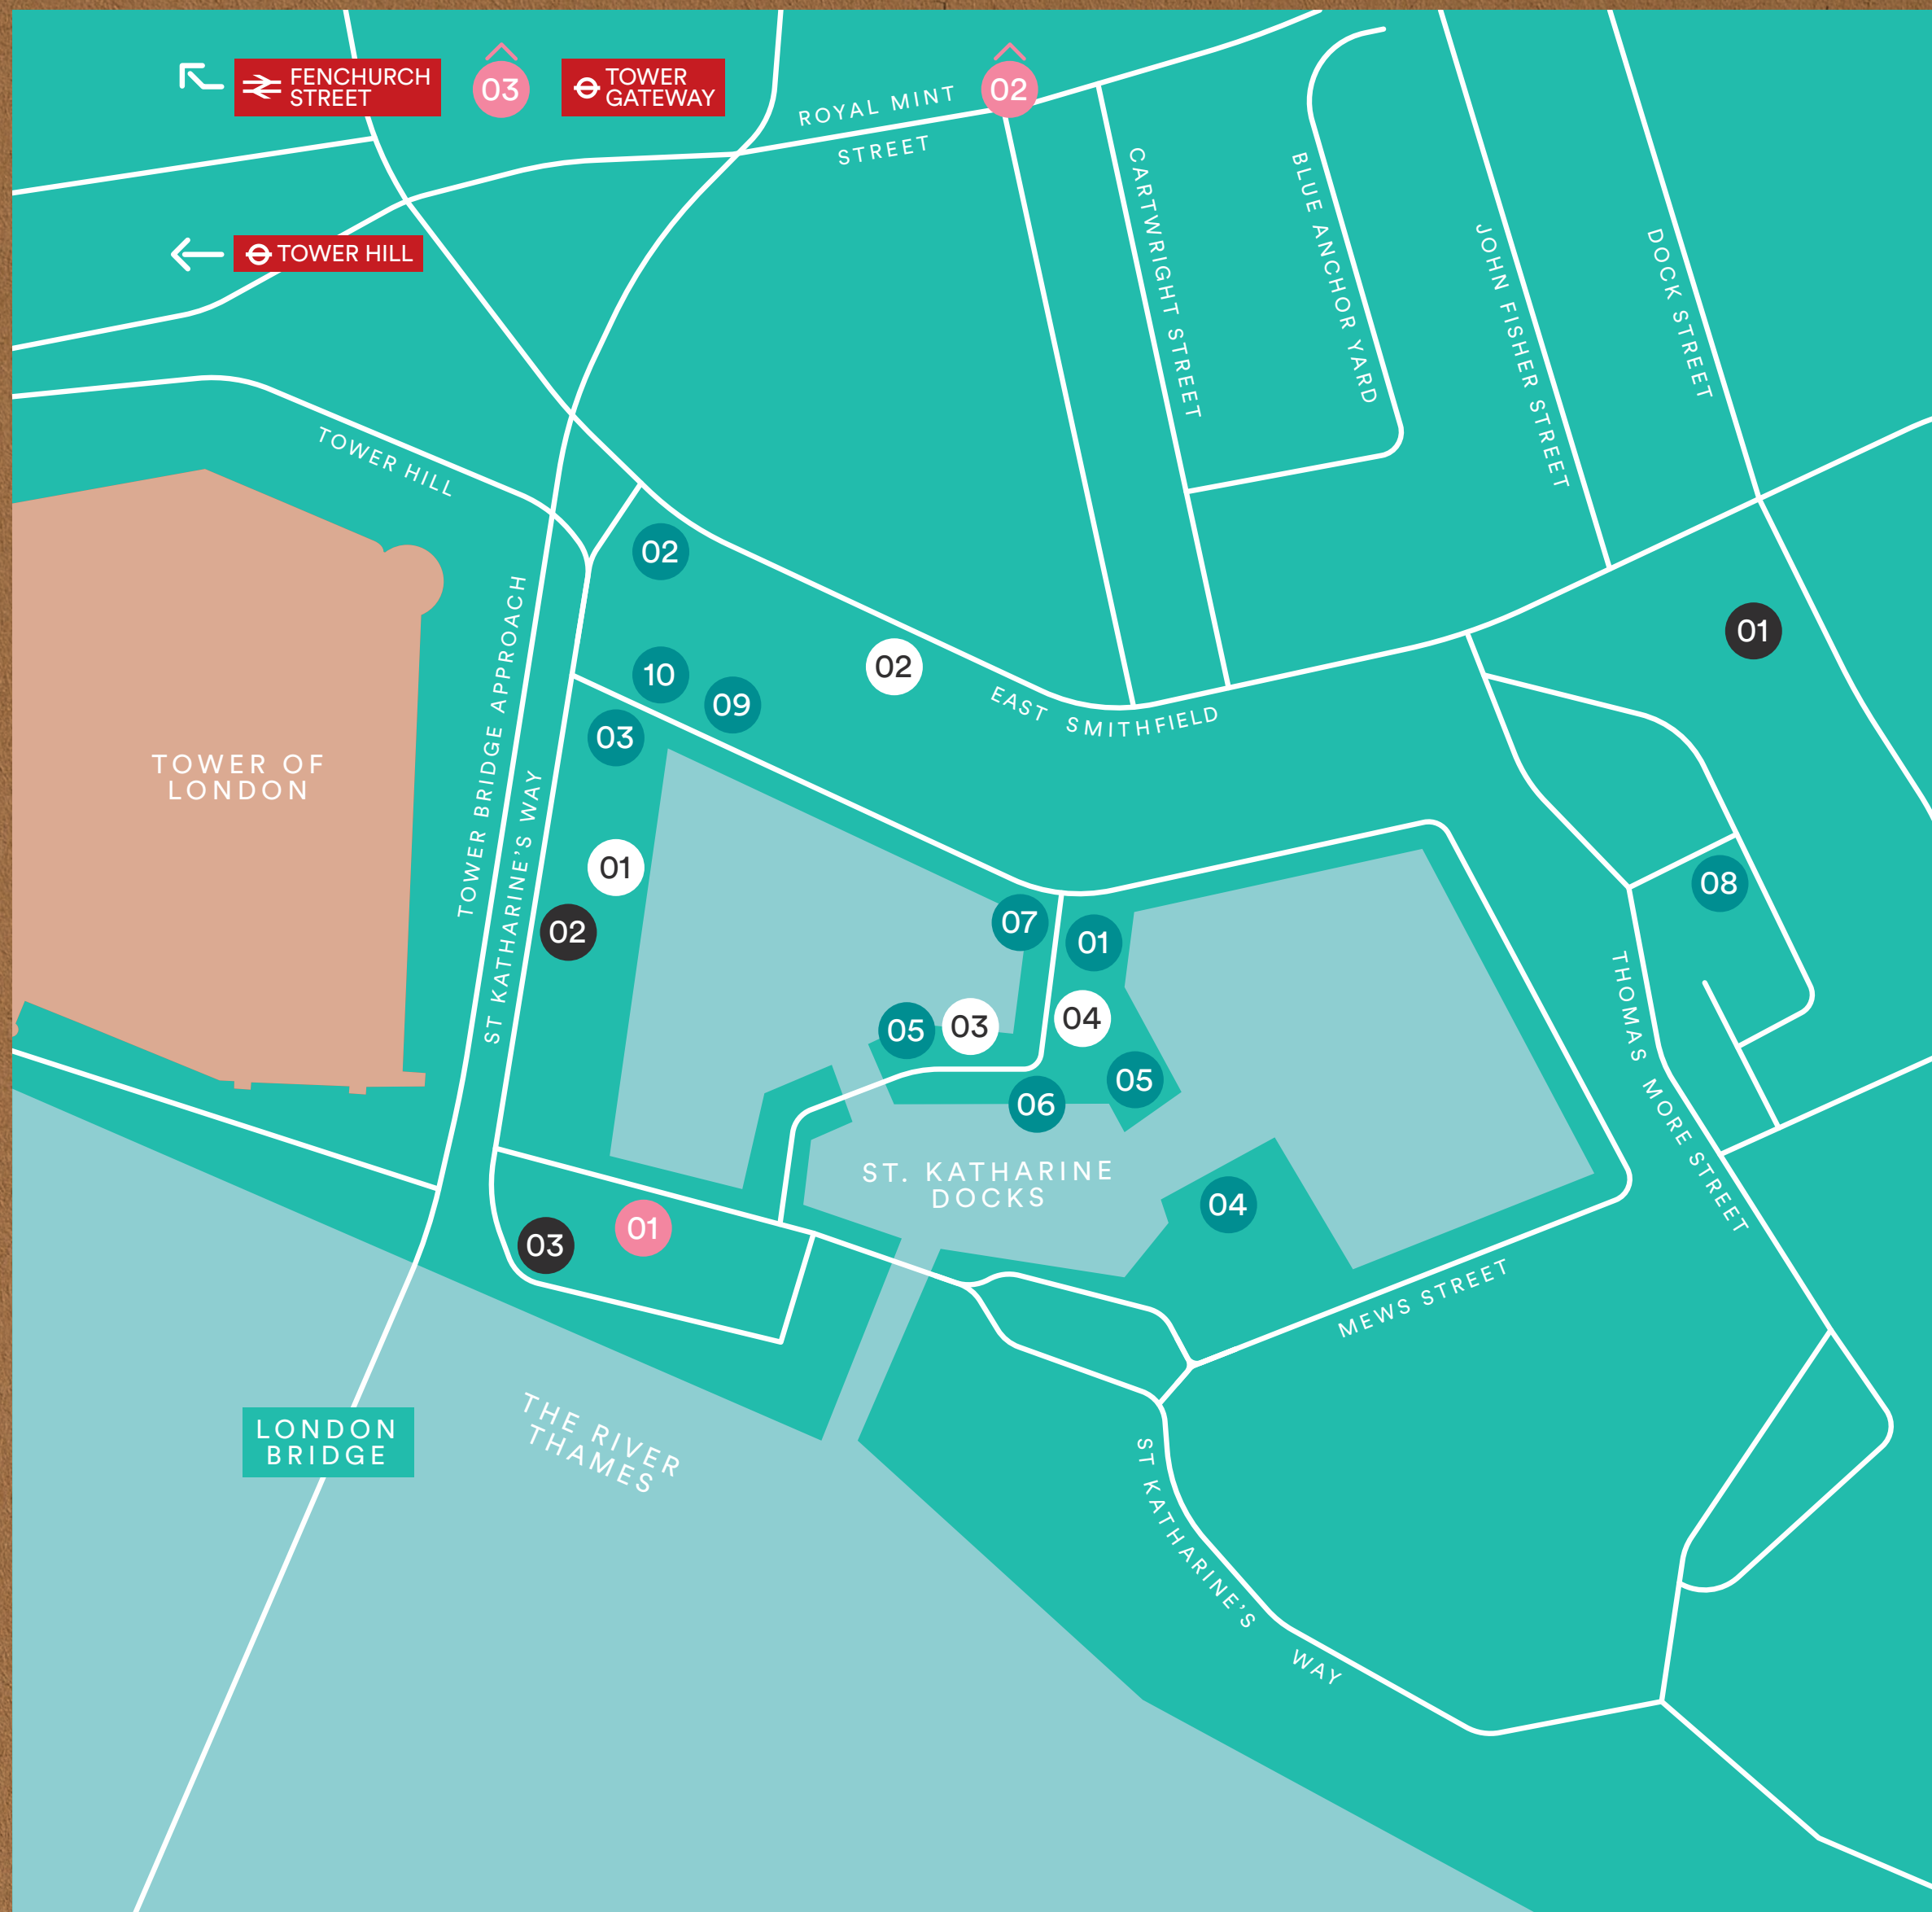 FENCHURCH
STREET
03
TOWER
GATEWAY
02
ROYAL MINT
STREET
TOWER HILL
CARTWRIGHT STREET
BLUE ANCHOR YARD
JOHN FISHER STREET
DOCK STREET
TOWER HILL
02
01
02
10
09
03
EAST SMITHFIELD
TOWER OF
LONDON
TOWER BRIDGE APPROACH
ST KATHARINE'S WAY
01
02
08
07
01
05
03
04
05
06
THOMAS MORE STREET
ST. KATHARINE
DOCKS
04
01
03
MEWS STREET
LONDON
BRIDGE
THE RIVER
THAMES
ST KATHARINE'S WAY